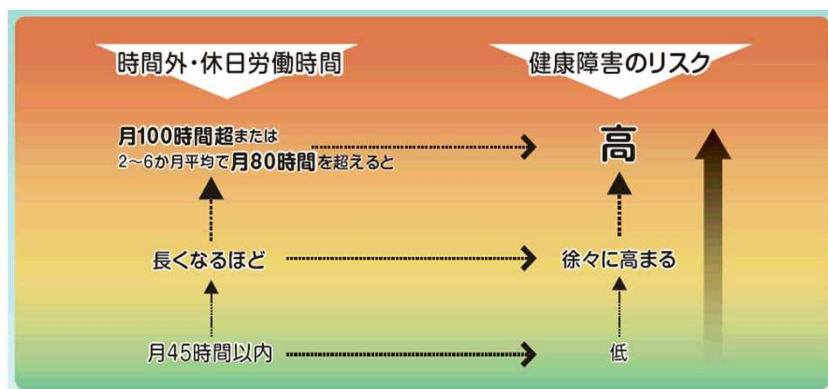 時間外・休日労働時間
健康障害のリスク
月100時間超または
2〜6か月平均で月80時間を超えると
高
長くなるほど
徐々に高まる
月45時間以内
低